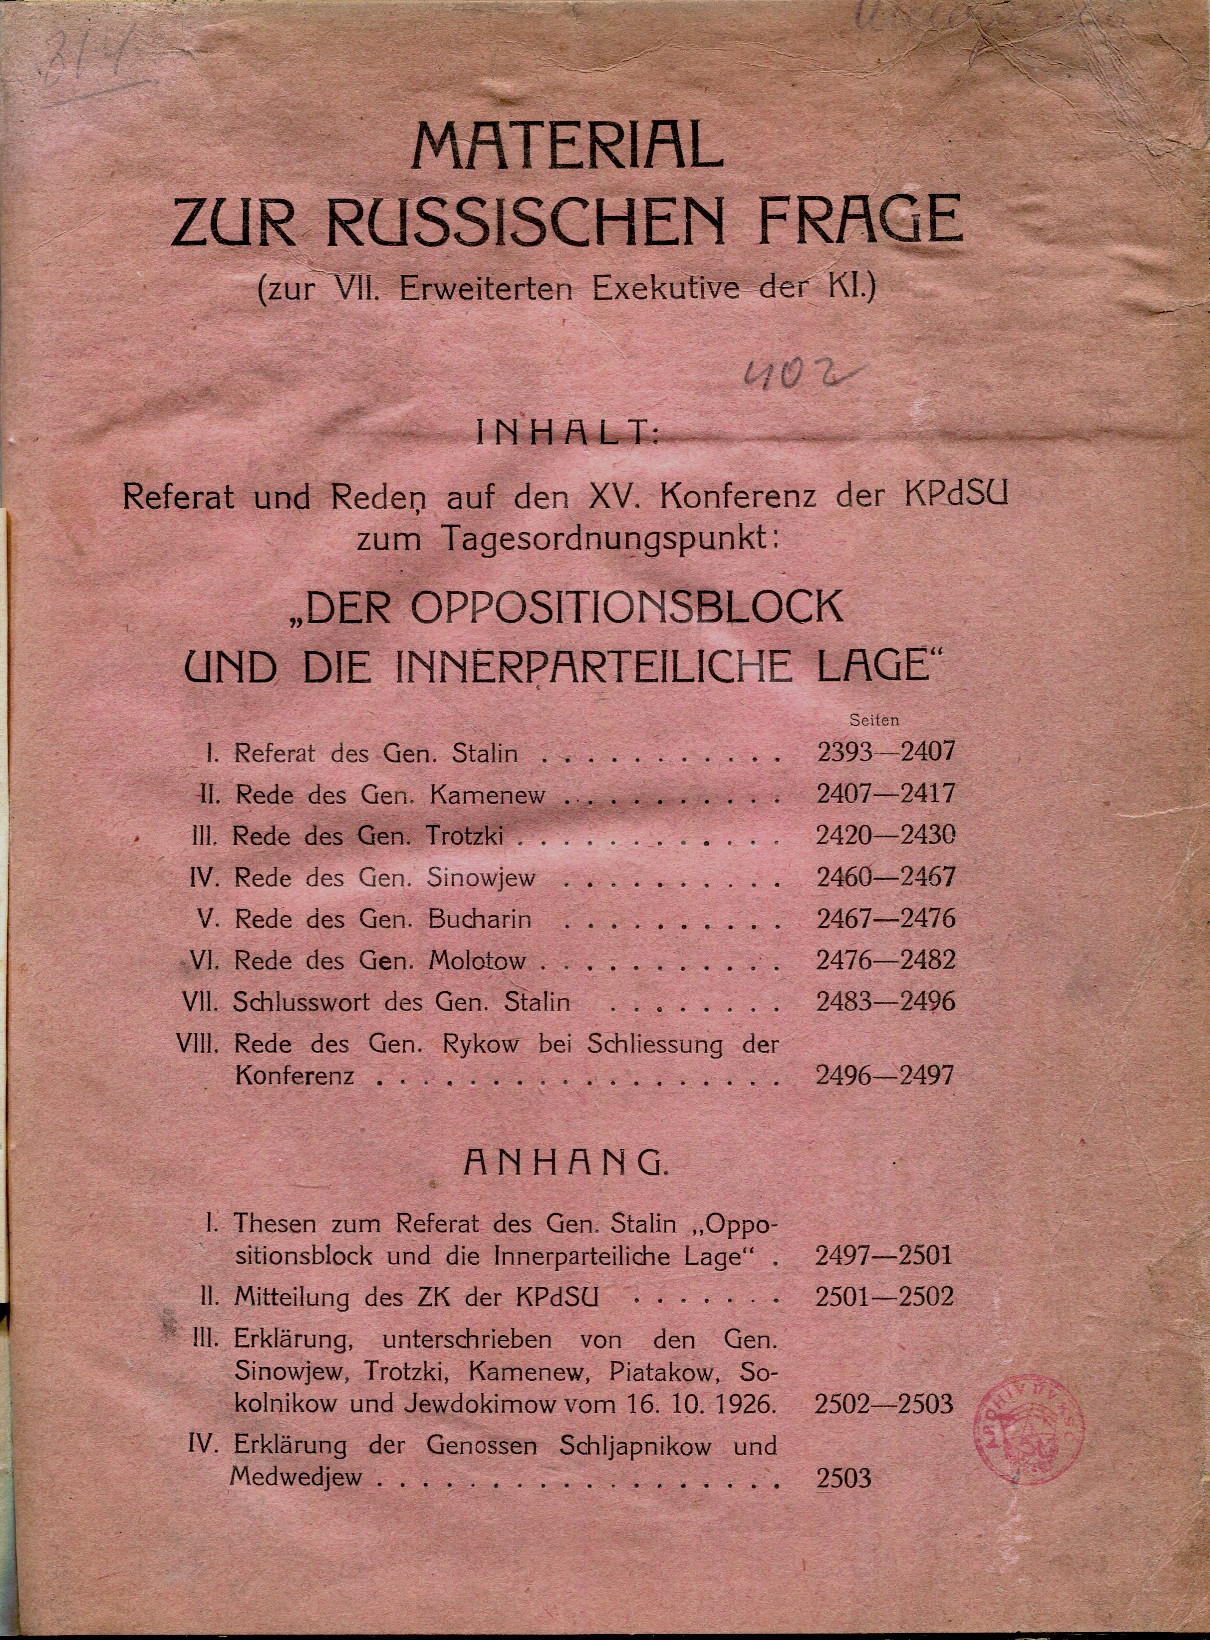 314
MATERIAL
ZUR RUSSISCHEN FRAGE
(zur VII. Erweiterten Exekutive der KI.)
402
INHALT:
Referat und Reden auf den XV. Konferenz der KPdSU
zum Tagesordnungspunkt:
„DER OPPOSITIONSBLOCK
UND DIE INNERPARTEILICHE LAGE“
Seiten
I. Referat des Gen. Stalin . . . . . . . . . . . 2393—2407
II. Rede des Gen. Kamenew . . . . . . . . . . 2407—2417
III. Rede des Gen. Trotzki . . . . . . . . . . . . 2420—2430
IV. Rede des Gen. Sinowjew . . . . . . . . . . 2460—2467
V. Rede des Gen. Bucharin . . . . . . . . . . 2467—2476
VI. Rede des Gen. Molotow . . . . . . . . . . . 2476—2482
VII. Schlusswort des Gen. Stalin . . . . . . . . 2483—2496
VIII. Rede des Gen. Rykow bei Schliessung der
Konferenz . . . . . . . . . . . . . . . . . . 2496—2497
ANHANG.
I. Thesen zum Referat des Gen. Stalin „Oppo-
sitionsblock und die Innerparteiliche Lage“ . 2497—2501
II. Mitteilung des ZK der KPdSU . . . . . . . 2501—2502
III. Erklärung, unterschrieben von den Gen.
Sinowjew, Trotzki, Kamenew, Piatakow, So-
kolnikow und Jewdokimow vom 16. 10. 1926. 2502—2503
IV. Erklärung der Genossen Schljapnikow und
Medwedjew . . . . . . . . . . . . . . . . . . 2503
ARCHIV ÚV KSČ